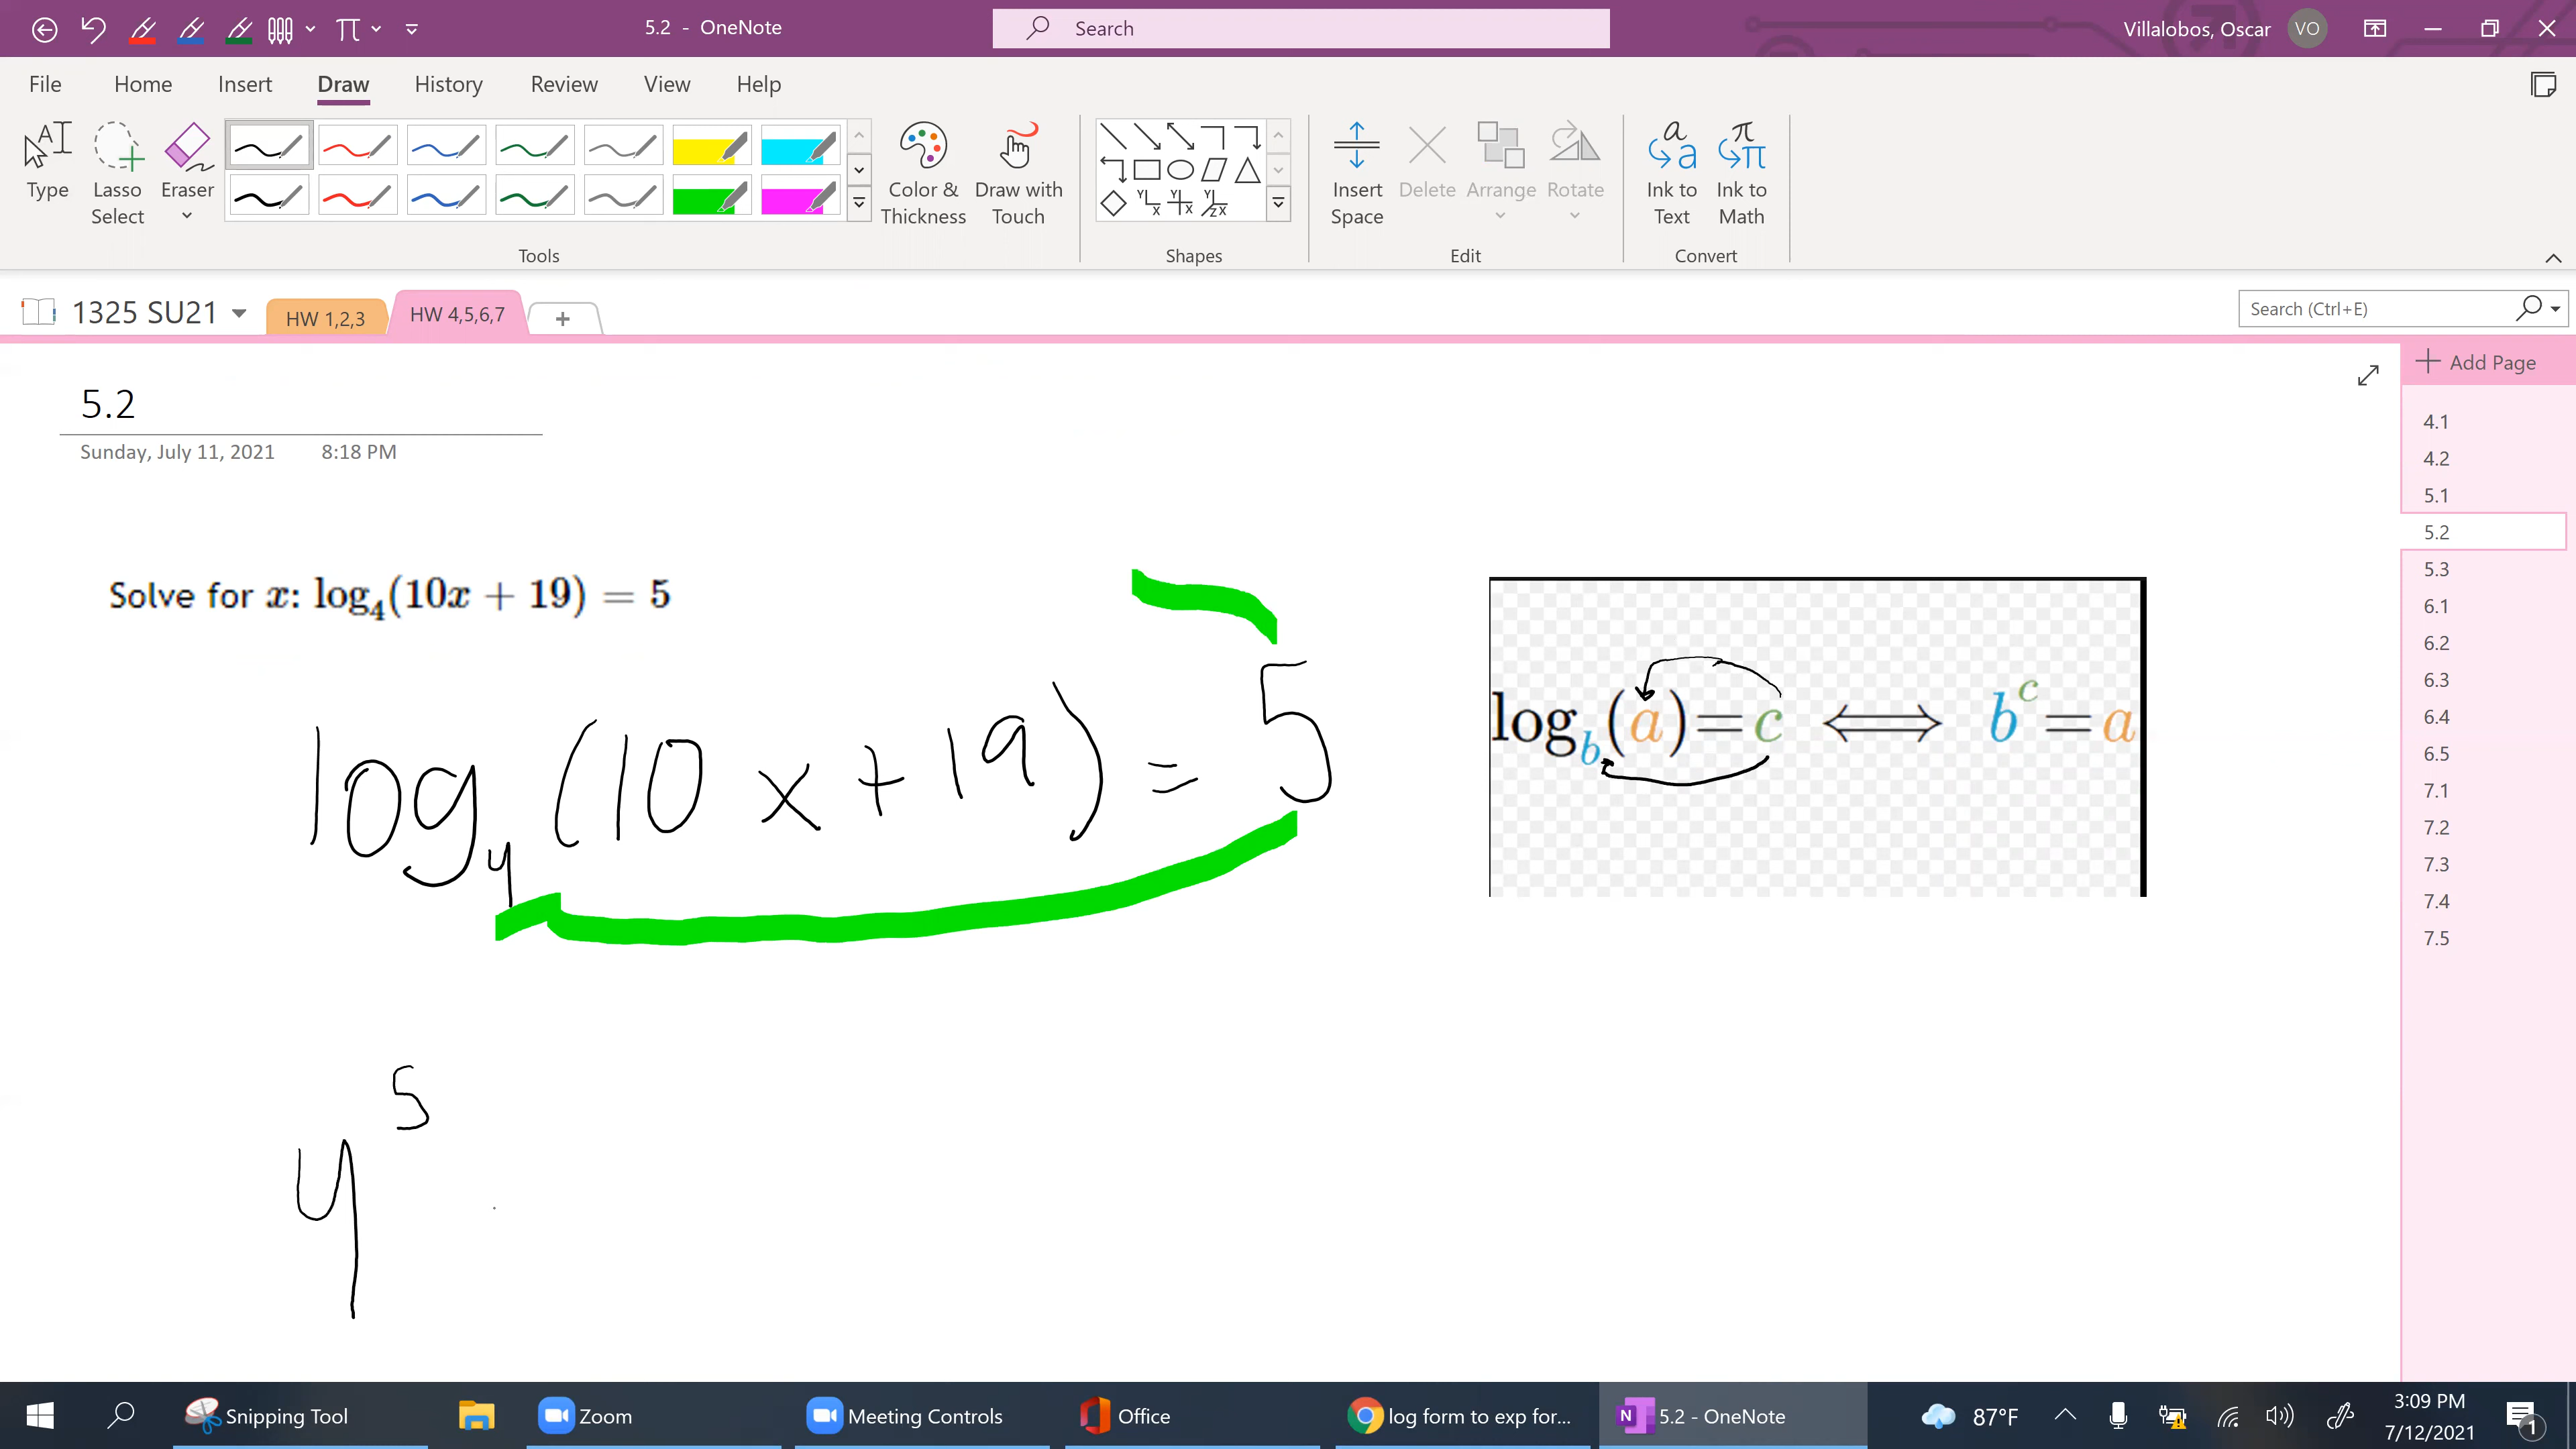 5.2 - OneNote
Search
Villalobos, Oscar
VO
File Home Insert Draw History Review View Help
Type
Lasso Select
Eraser
Color & Thickness
Draw with Touch
Insert Space
Delete
Arrange
Rotate
Ink to Text
Ink to Math
Tools
Shapes
Edit
Convert
1325 SU21
HW 1,2,3
HW 4,5,6,7
Search (Ctrl+E)
Add Page
5.2
Sunday, July 11, 2021 8:18 PM
Solve for x: log₄(10x + 19) = 5
log₄(10x+19) = 5
log_b(a)=c ⟺ b^c=a
4⁵
4.1
4.2
5.1
5.2
5.3
6.1
6.2
6.3
6.4
6.5
7.1
7.2
7.3
7.4
7.5
Snipping Tool
Zoom
Meeting Controls
Office
log form to exp for...
5.2 - OneNote
87°F
3:09 PM
7/12/2021
1